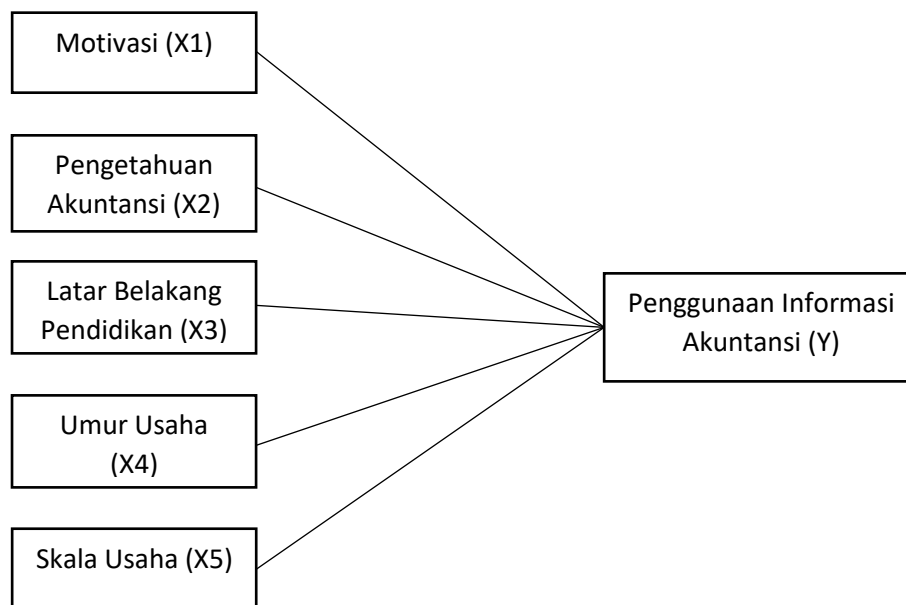 Motivasi (X1)
Pengetahuan
Akuntansi (X2)
Latar Belakang
Pendidikan (X3)
Umur Usaha
(X4)
Skala Usaha (X5)
Penggunaan Informasi
Akuntansi (Y)